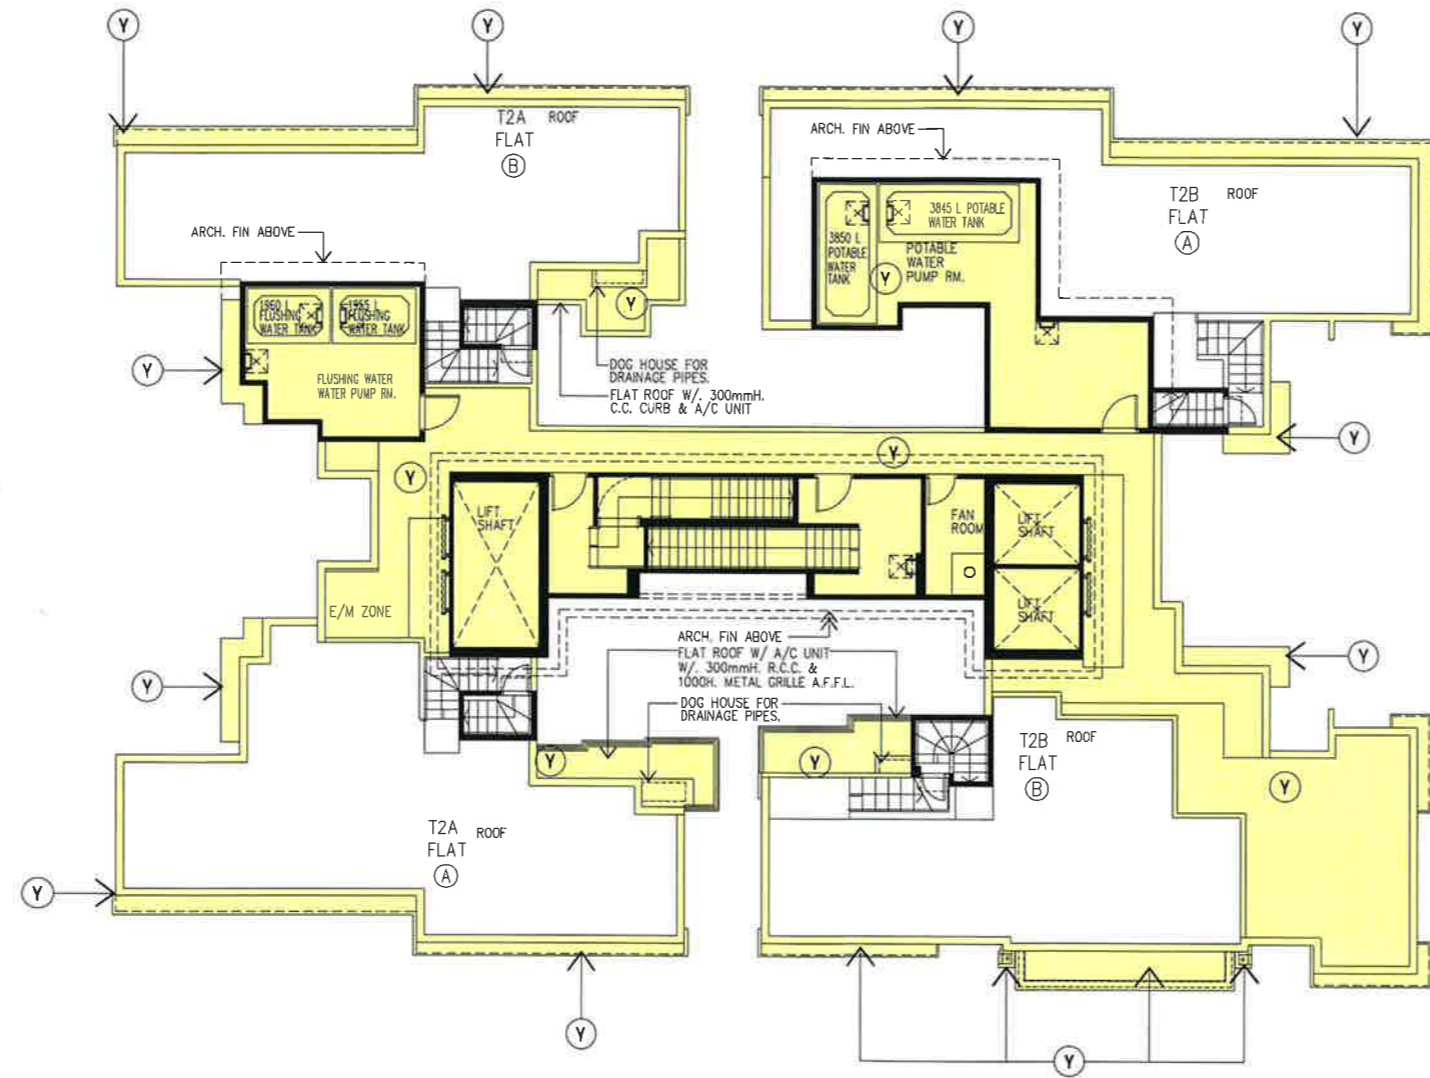 Y
Y
Y
Y
T2A ROOF
FLAT
B
ARCH. FIN ABOVE
T2B ROOF
FLAT
A
3845 L POTABLE
WATER TANK
3850 L
POTABLE
WATER
TANK
POTABLE
WATER
PUMP RM.
Y
ARCH. FIN ABOVE
1960 L
FLUSHING
WATER TANK
1955 L
FLUSHING
WATER TANK
Y
Y
FLUSHING WATER
WATER PUMP RM.
DOG HOUSE FOR
DRAINAGE PIPES.
FLAT ROOF W/. 300mmH.
C.C. CURB & A/C UNIT
Y
Y
Y
LIFT
SHAFT
FAN
ROOM
LIFT
SHAFT
LIFT
SHAFT
E/M ZONE
ARCH. FIN ABOVE
FLAT ROOF W/ A/C UNIT
W/. 300mmH. R.C.C. &
1000H. METAL GRILLE A.F.F.L.
DOG HOUSE FOR
DRAINAGE PIPES.
Y
Y
Y
Y
T2B ROOF
FLAT
B
Y
T2A ROOF
FLAT
A
Y
Y
Y